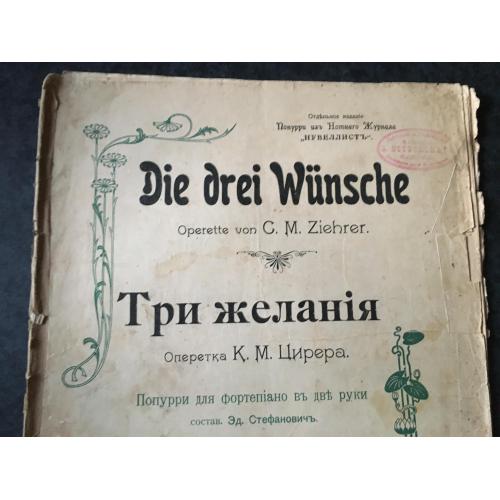 Отдѣльное изданіе
Попурри изъ Нотнаго Журнала
„НУВЕЛЛИСТЪ“.
Die drei Wünsche
Operette von C. M. Ziehrer.
Три желанія
Оперетка К. М. Цирера.
Попурри для фортепіано въ двѣ руки
состав. Эд. Стефановичъ.